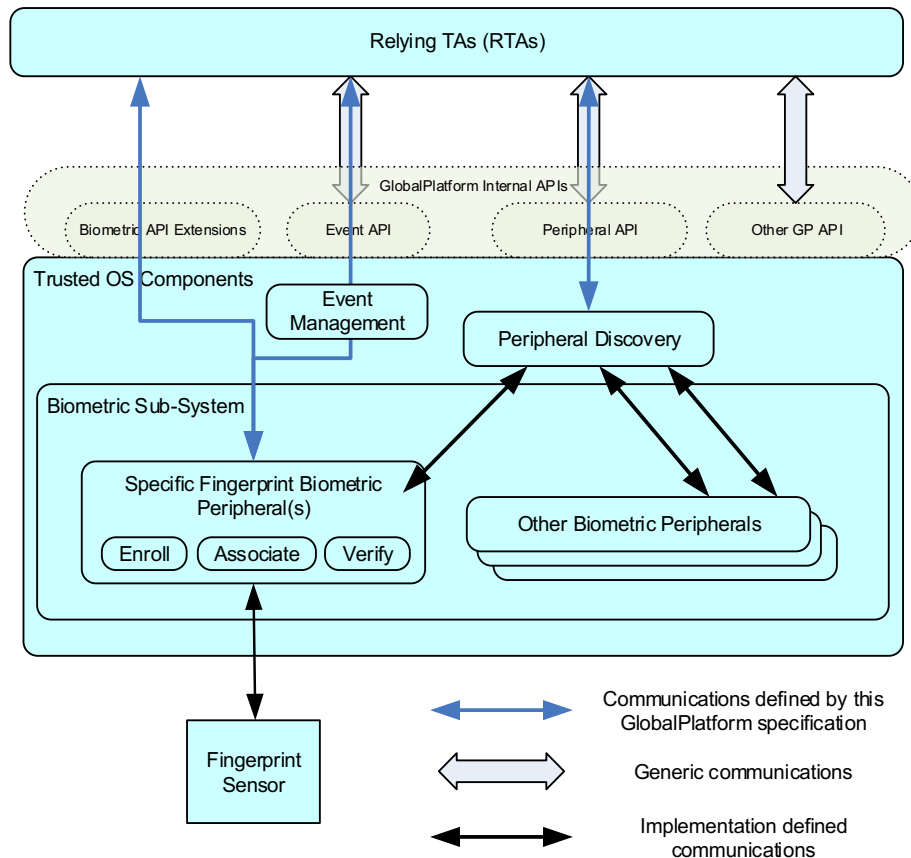 Relying TAs (RTAs)
GlobalPlatform Internal APIs
Biometric API Extensions
Event API
Peripheral API
Other GP API
Trusted OS Components
Event
Management
Peripheral Discovery
Biometric Sub-System
Specific Fingerprint Biometric
Peripheral(s)
Enroll
Associate
Verify
Other Biometric Peripherals
Fingerprint
Sensor
Communications defined by this
GlobalPlatform specification
Generic communications
Implementation defined
communications